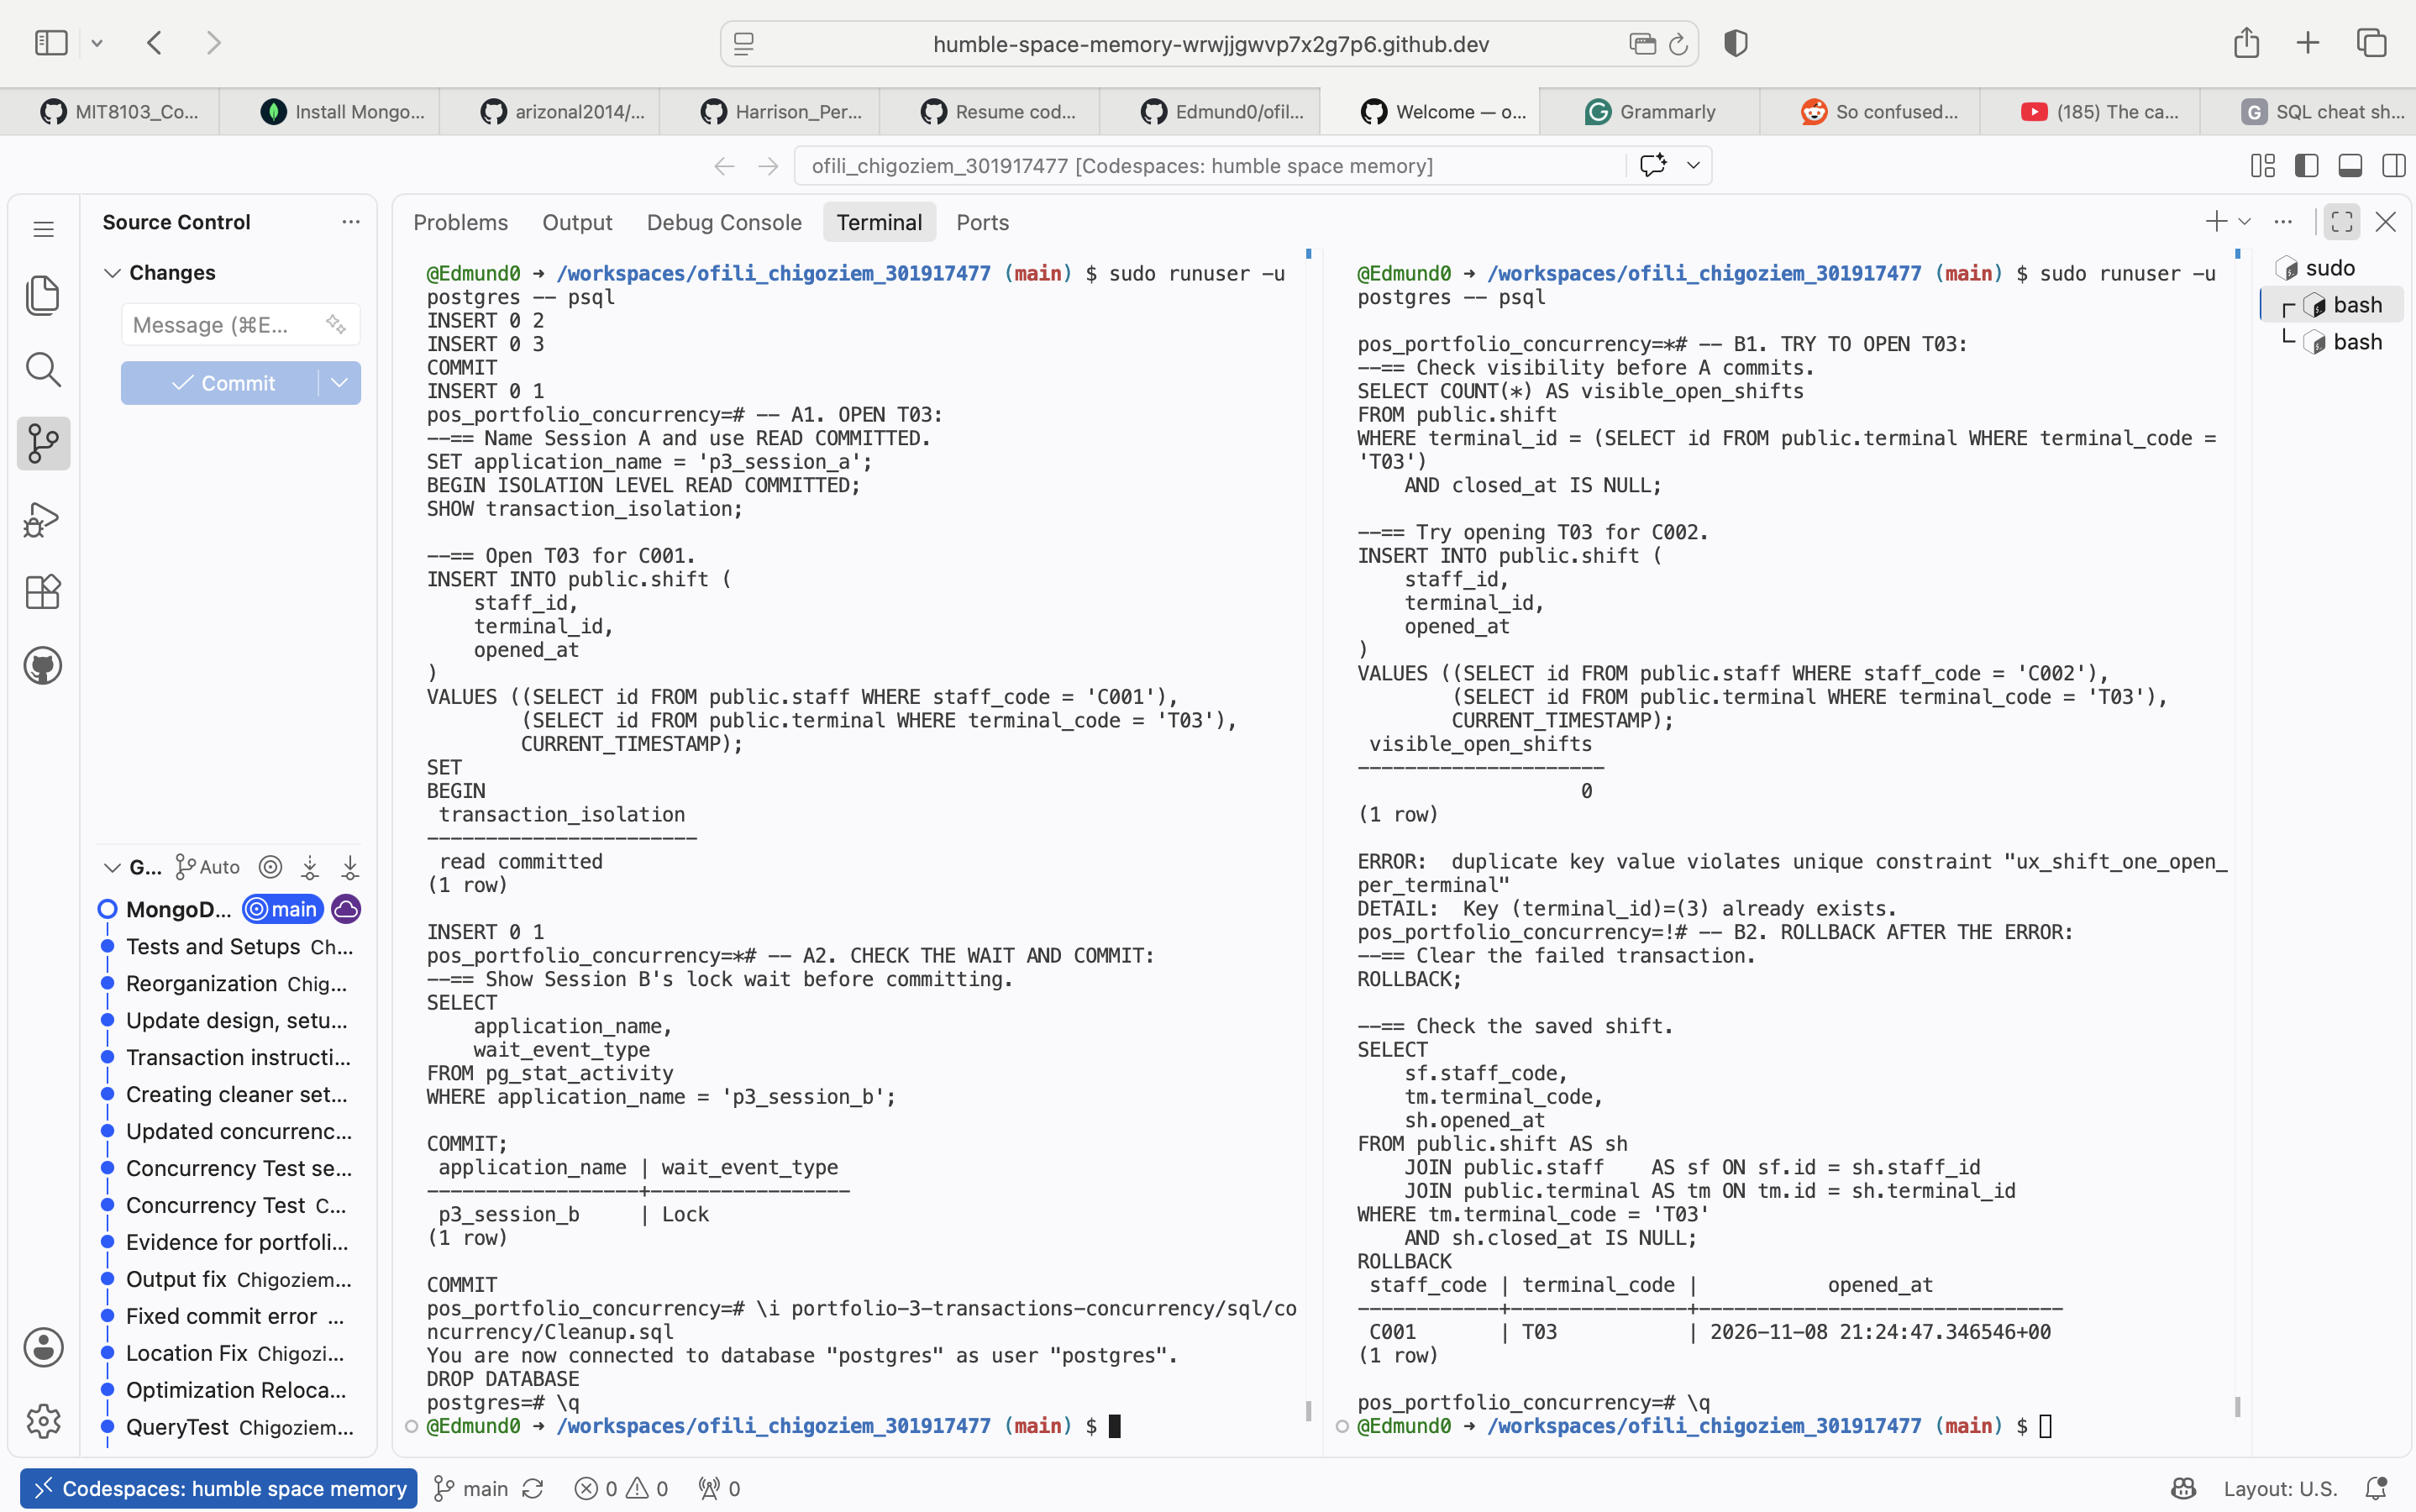 humble-space-memory-wrwjjgwvp7x2g7p6.github.dev
MIT8103_Co...
Install Mongo...
arizonal2014/...
Harrison_Per...
Resume cod...
Edmund0/ofil...
Welcome — o...
Grammarly
So confused...
(185) The ca...
SQL cheat sh...
ofili_chigoziem_301917477 [Codespaces: humble space memory]
Source Control
Changes
Message (⌘E...
Commit
G...
Auto
MongoD...
main
Tests and Setups Ch...
Reorganization Chig...
Update design, setu...
Transaction instructi...
Creating cleaner set...
Updated concurrenc...
Concurrency Test se...
Concurrency Test C...
Evidence for portfoli...
Output fix Chigoziem...
Fixed commit error ...
Location Fix Chigozi...
Optimization Reloca...
QueryTest Chigoziem...
Problems
Output
Debug Console
Terminal
Ports
@Edmund0 → /workspaces/ofili_chigoziem_301917477 (main) $ sudo runuser -u
postgres -- psql
INSERT 0 2
INSERT 0 3
COMMIT
INSERT 0 1
pos_portfolio_concurrency=# -- A1. OPEN T03:
--== Name Session A and use READ COMMITTED.
SET application_name = 'p3_session_a';
BEGIN ISOLATION LEVEL READ COMMITTED;
SHOW transaction_isolation;
--== Open T03 for C001.
INSERT INTO public.shift (
    staff_id,
    terminal_id,
    opened_at
)
VALUES ((SELECT id FROM public.staff WHERE staff_code = 'C001'),
        (SELECT id FROM public.terminal WHERE terminal_code = 'T03'),
        CURRENT_TIMESTAMP);
SET
BEGIN
 transaction_isolation
-----------------------
 read committed
(1 row)
INSERT 0 1
pos_portfolio_concurrency=*# -- A2. CHECK THE WAIT AND COMMIT:
--== Show Session B's lock wait before committing.
SELECT
    application_name,
    wait_event_type
FROM pg_stat_activity
WHERE application_name = 'p3_session_b';
COMMIT;
 application_name | wait_event_type
------------------+-----------------
 p3_session_b     | Lock
(1 row)
COMMIT
pos_portfolio_concurrency=# \i portfolio-3-transactions-concurrency/sql/co
ncurrency/Cleanup.sql
You are now connected to database "postgres" as user "postgres".
DROP DATABASE
postgres=# \q
@Edmund0 → /workspaces/ofili_chigoziem_301917477 (main) $
@Edmund0 → /workspaces/ofili_chigoziem_301917477 (main) $ sudo runuser -u
postgres -- psql
pos_portfolio_concurrency=*# -- B1. TRY TO OPEN T03:
--== Check visibility before A commits.
SELECT COUNT(*) AS visible_open_shifts
FROM public.shift
WHERE terminal_id = (SELECT id FROM public.terminal WHERE terminal_code =
'T03')
    AND closed_at IS NULL;
--== Try opening T03 for C002.
INSERT INTO public.shift (
    staff_id,
    terminal_id,
    opened_at
)
VALUES ((SELECT id FROM public.staff WHERE staff_code = 'C002'),
        (SELECT id FROM public.terminal WHERE terminal_code = 'T03'),
        CURRENT_TIMESTAMP);
 visible_open_shifts
---------------------
                   0
(1 row)
ERROR:  duplicate key value violates unique constraint "ux_shift_one_open_
per_terminal"
DETAIL:  Key (terminal_id)=(3) already exists.
pos_portfolio_concurrency=!# -- B2. ROLLBACK AFTER THE ERROR:
--== Clear the failed transaction.
ROLLBACK;
--== Check the saved shift.
SELECT
    sf.staff_code,
    tm.terminal_code,
    sh.opened_at
FROM public.shift AS sh
    JOIN public.staff    AS sf ON sf.id = sh.staff_id
    JOIN public.terminal AS tm ON tm.id = sh.terminal_id
WHERE tm.terminal_code = 'T03'
    AND sh.closed_at IS NULL;
ROLLBACK
 staff_code | terminal_code |           opened_at
------------+---------------+-------------------------------
 C001       | T03           | 2026-11-08 21:24:47.346546+00
(1 row)
pos_portfolio_concurrency=# \q
@Edmund0 → /workspaces/ofili_chigoziem_301917477 (main) $
sudo
bash
bash
Codespaces: humble space memory
main
0
0
0
Layout: U.S.